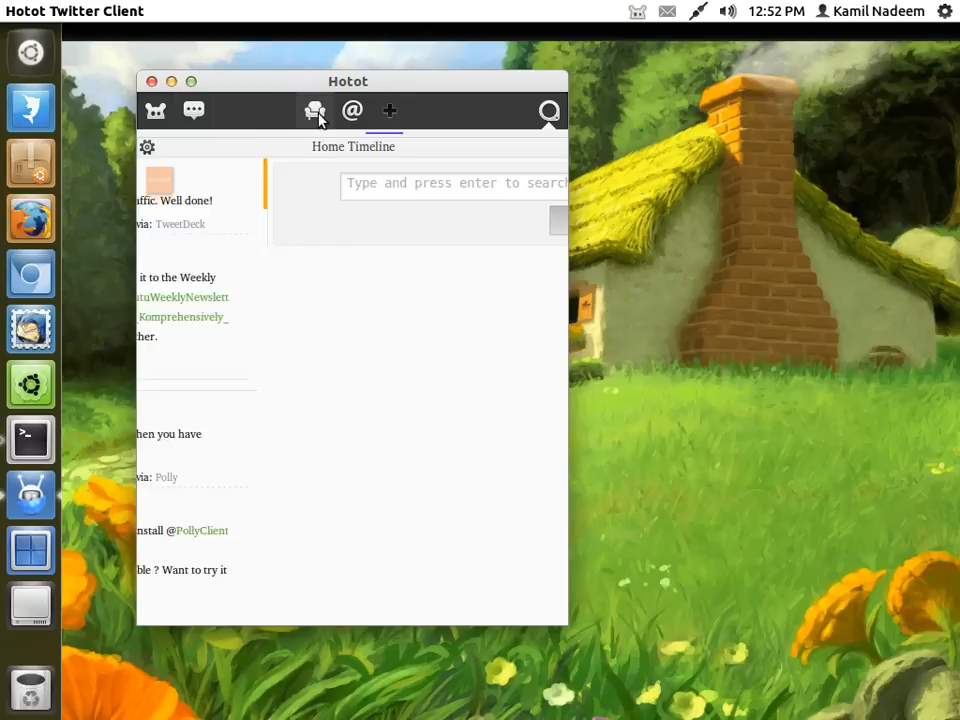 Hotot Twitter Client
12:52 PM
Kamil Nadeem
Hotot
@
Home Timeline
Type and press enter to search
affic. Well done!
via: TweetDeck
it to the Weekly
tuWeeklyNewslett
Komprehensively_
ther.
hen you have
via: Polly
nstall @PollyClient
ble ? Want to try it